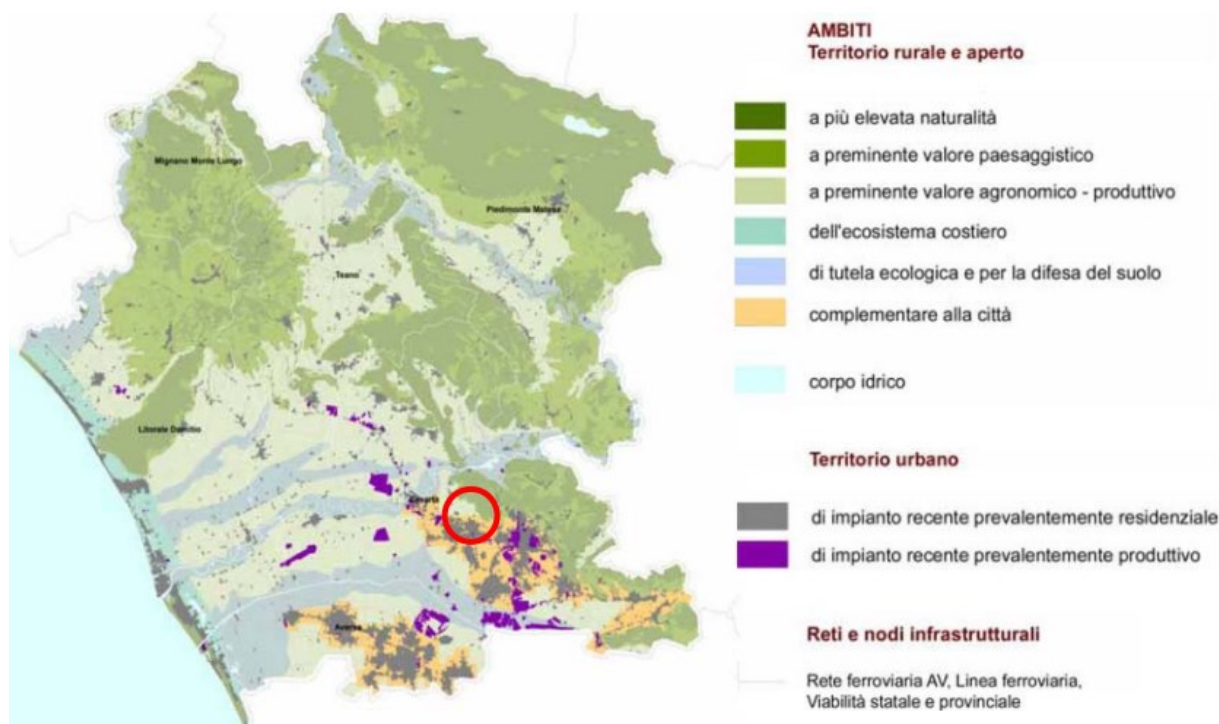 AMBITI
Territorio rurale e aperto
a più elevata naturalità
a preminente valore paesaggistico
a preminente valore agronomico - produttivo
dell'ecosistema costiero
di tutela ecologica e per la difesa del suolo
complementare alla città
corpo idrico
Territorio urbano
di impianto recente prevalentemente residenziale
di impianto recente prevalentemente produttivo
Reti e nodi infrastrutturali
Rete ferroviaria AV, Linea ferroviaria,
Viabilità statale e provinciale
Mignano Monte Lungo
Piedimonte Matese
Teano
Litorale Domitio
Caserta
Aversa